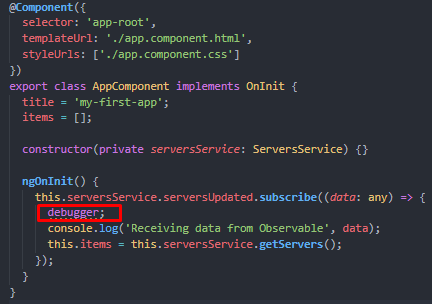 @Component({
  selector: 'app-root',
  templateUrl: './app.component.html',
  styleUrls: ['./app.component.css']
})
export class AppComponent implements OnInit {
  title = 'my-first-app';
  items = [];

  constructor(private serversService: ServersService) {}

  ngOnInit() {
    this.serversService.serversUpdated.subscribe((data: any) => {
      debugger;
      console.log('Receiving data from Observable', data);
      this.items = this.serversService.getServers();
    });
  }
}